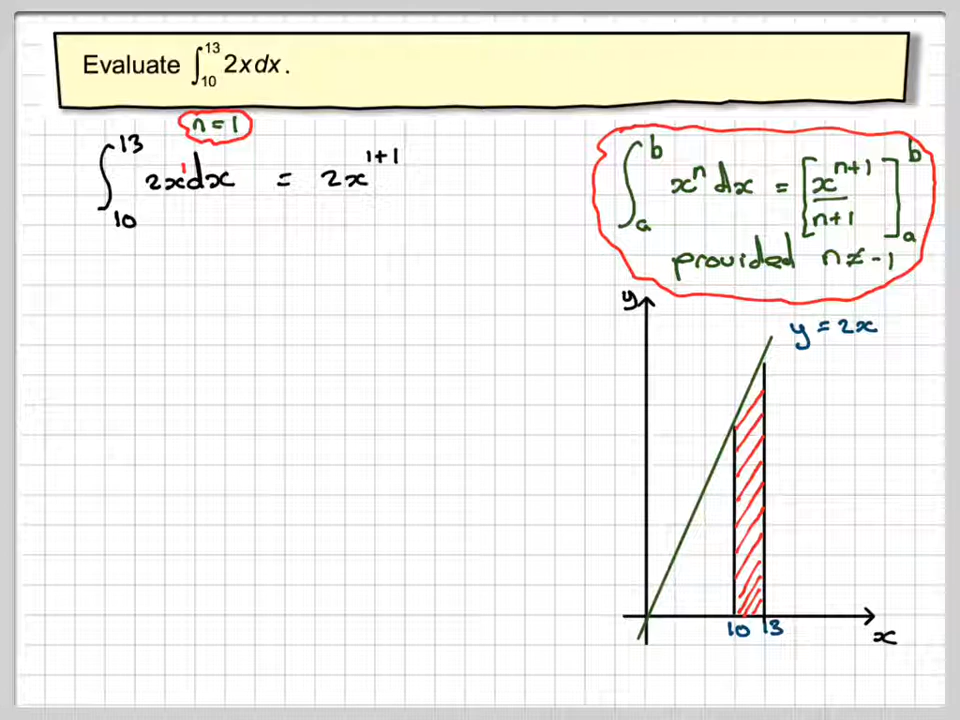 Evaluate ∫₁₀¹³ 2x dx.
n = 1
∫₁₀¹³ 2x¹dx = 2x¹⁺¹
∫ₐᵇ xⁿ dx = [xⁿ⁺¹/n+1]ₐᵇ
provided n ≠ -1
y
y = 2x
10 13
x